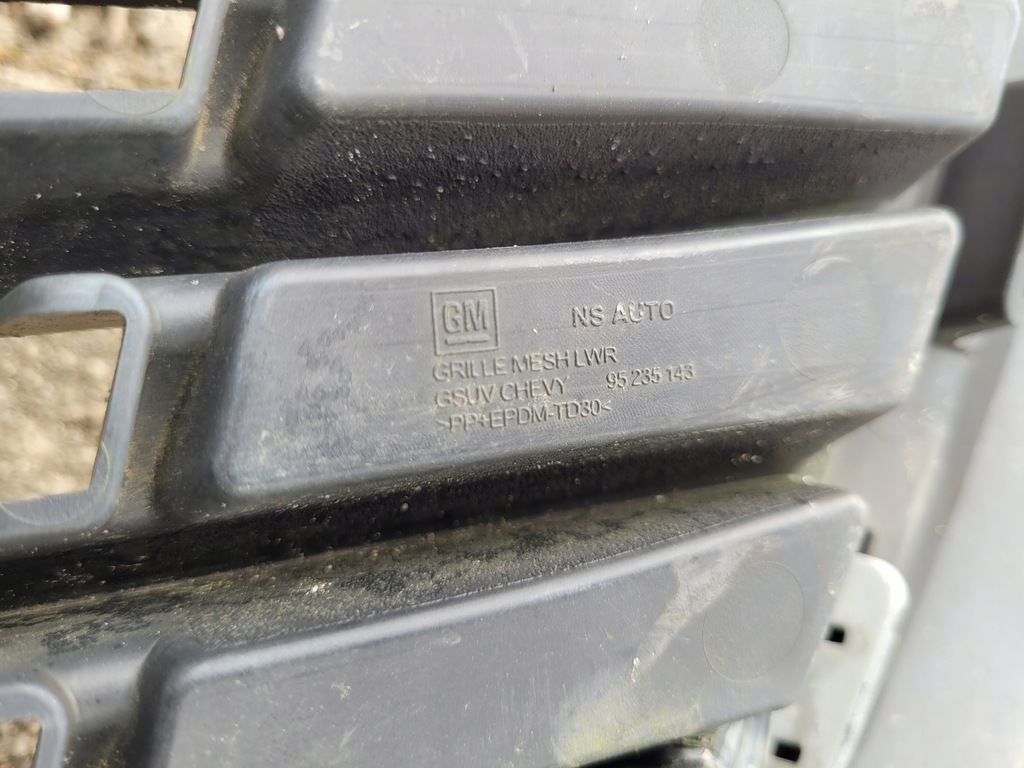 GM NS AUTO
GRILLE MESH LWR
GSUV CHEVY 95 235 143
>PP+EPDM-TD30<